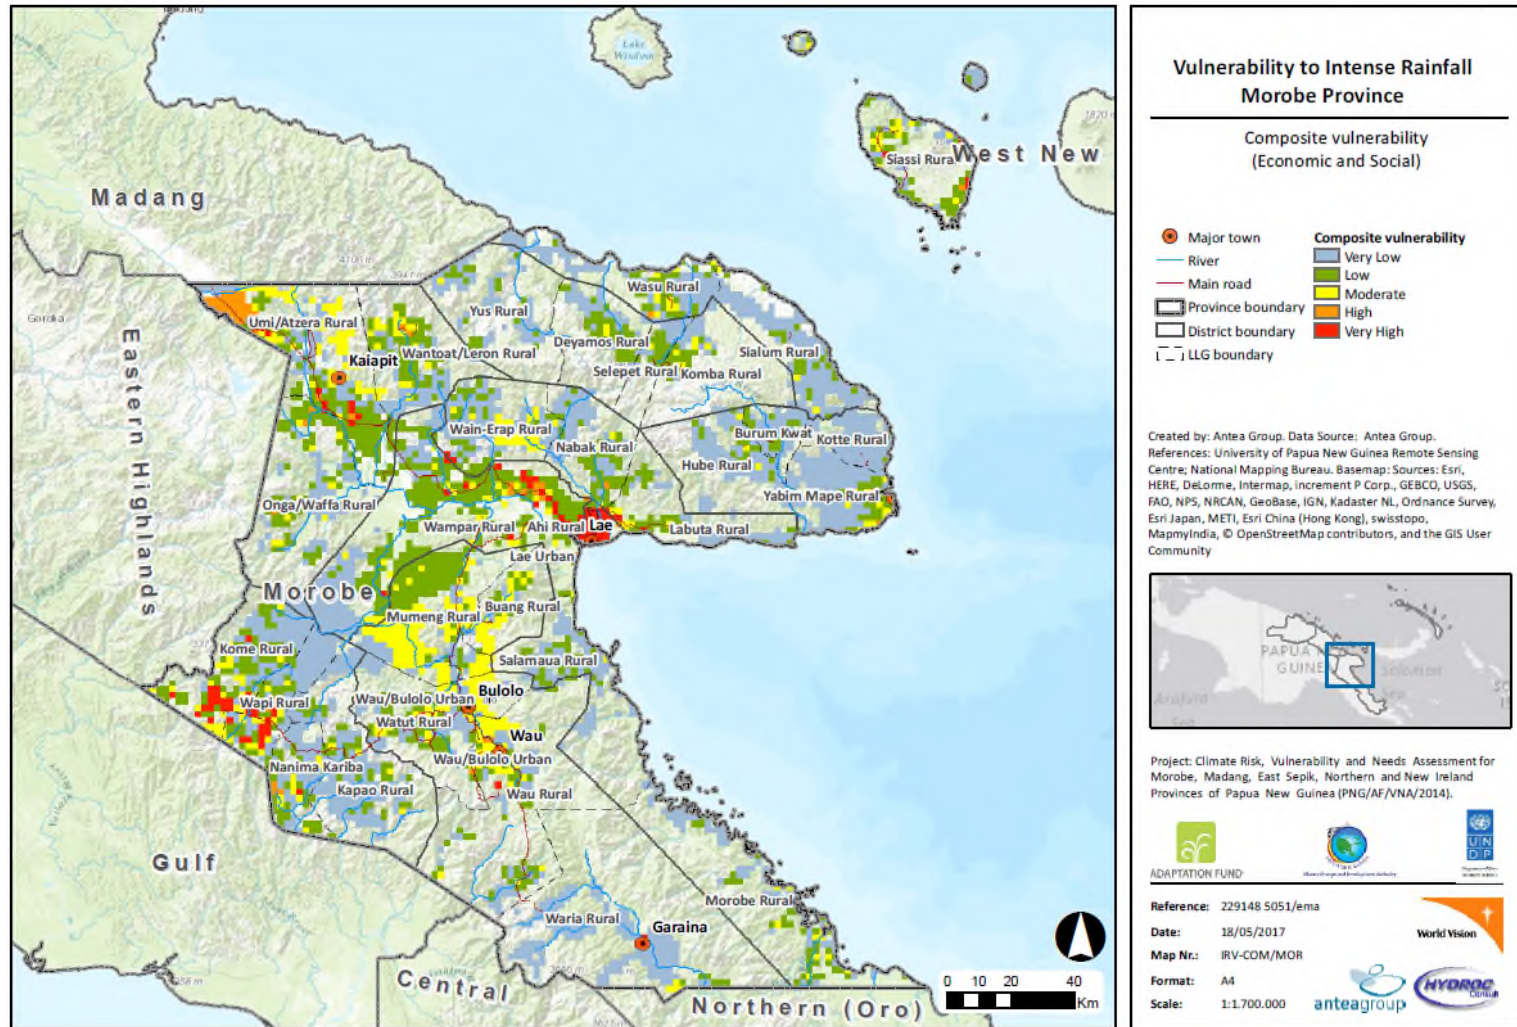 Lake
Wisdom
West New
Siassi Rural
Madang
Wasu Rural
Yus Rural
Umi/Atzera Rural
Deyamos Rural
Wantoat/Leron Rural
Sialum Rural
Kaiapit
Selepet Rural
Komba Rural
Goroka
Eastern Highlands
Wain-Erap Rural
Nabak Rural
Burum Kwat
Kotte Rural
Hube Rural
Yabim Mape Rural
Onga/Waffa Rural
Wampar Rural
Ahi Rural
Lae
Labuta Rural
Lae Urban
Morobe
Buang Rural
Mumeng Rural
Kome Rural
Salamaua Rural
Wapi Rural
Wau/Bulolo Urban
Bulolo
Watut Rural
Wau
Nanima Kariba
Wau/Bulolo Urban
Kapao Rural
Wau Rural
Gulf
Morobe Rural
Waria Rural
Garaina
Central
Northern (Oro)
0 10 20 40
Km
Vulnerability to Intense Rainfall
Morobe Province
Composite vulnerability
(Economic and Social)
Major town
River
Main road
Province boundary
District boundary
LLG boundary
Composite vulnerability
Very Low
Low
Moderate
High
Very High
Created by: Antea Group. Data Source: Antea Group.
References: University of Papua New Guinea Remote Sensing
Centre; National Mapping Bureau. Basemap: Sources: Esri,
HERE, DeLorme, Intermap, increment P Corp., GEBCO, USGS,
FAO, NPS, NRCAN, GeoBase, IGN, Kadaster NL, Ordnance Survey,
Esri Japan, METI, Esri China (Hong Kong), swisstopo,
MapmyIndia, © OpenStreetMap contributors, and the GIS User
Community
Project: Climate Risk, Vulnerability and Needs Assessment for
Morobe, Madang, East Sepik, Northern and New Ireland
Provinces of Papua New Guinea (PNG/AF/VNA/2014).
ADAPTATION FUND
U N
D P
Reference: 229148 5051/ema
Date: 18/05/2017
Map Nr.: IRV-COM/MOR
Format: A4
Scale: 1:1.700.000
World Vision
anteagroup
HYDROC
Consult